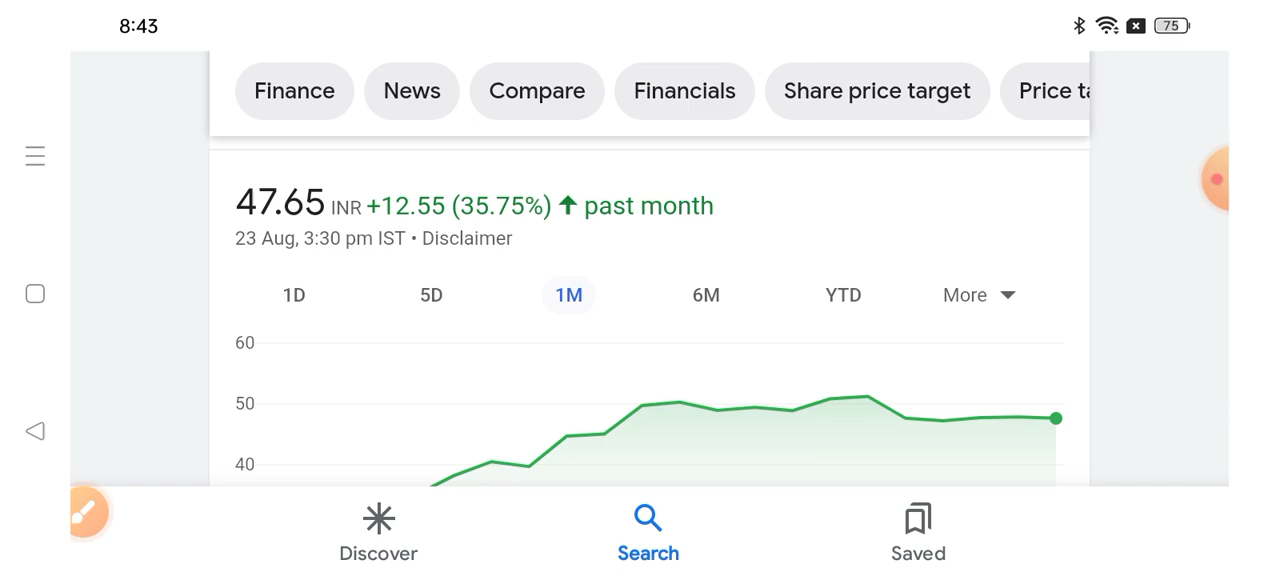 8:43
75
Finance News Compare Financials Share price target Price ta
47.65 INR +12.55 (35.75%) ↑ past month
23 Aug, 3:30 pm IST • Disclaimer
1D 5D 1M 6M YTD More
60
50
40
Discover Search Saved